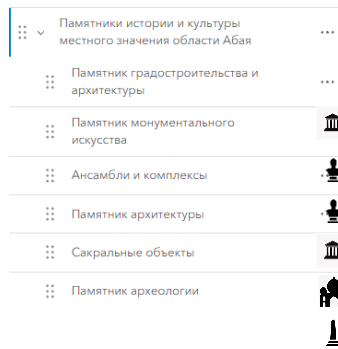 Памятники истории и культуры
местного значения области Абая
Памятник градостроительства и
архитектуры
Памятник монументального
искусства
Ансамбли и комплексы
Памятник архитектуры
Сакральные объекты
Памятник археологии